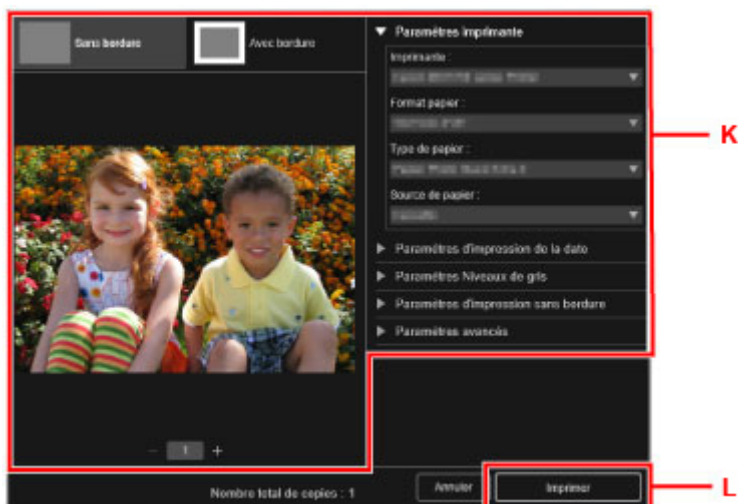 Sans bordure
Avec bordure
Paramètres imprimante
Imprimante :
Format papier :
Type de papier :
Source de papier :
Paramètres d'impression de la date
Paramètres Niveaux de gris
Paramètres d'impression sans bordure
Paramètres avancés
K
− 1 +
Nombre total de copies : 1
Annuler
Imprimer
L